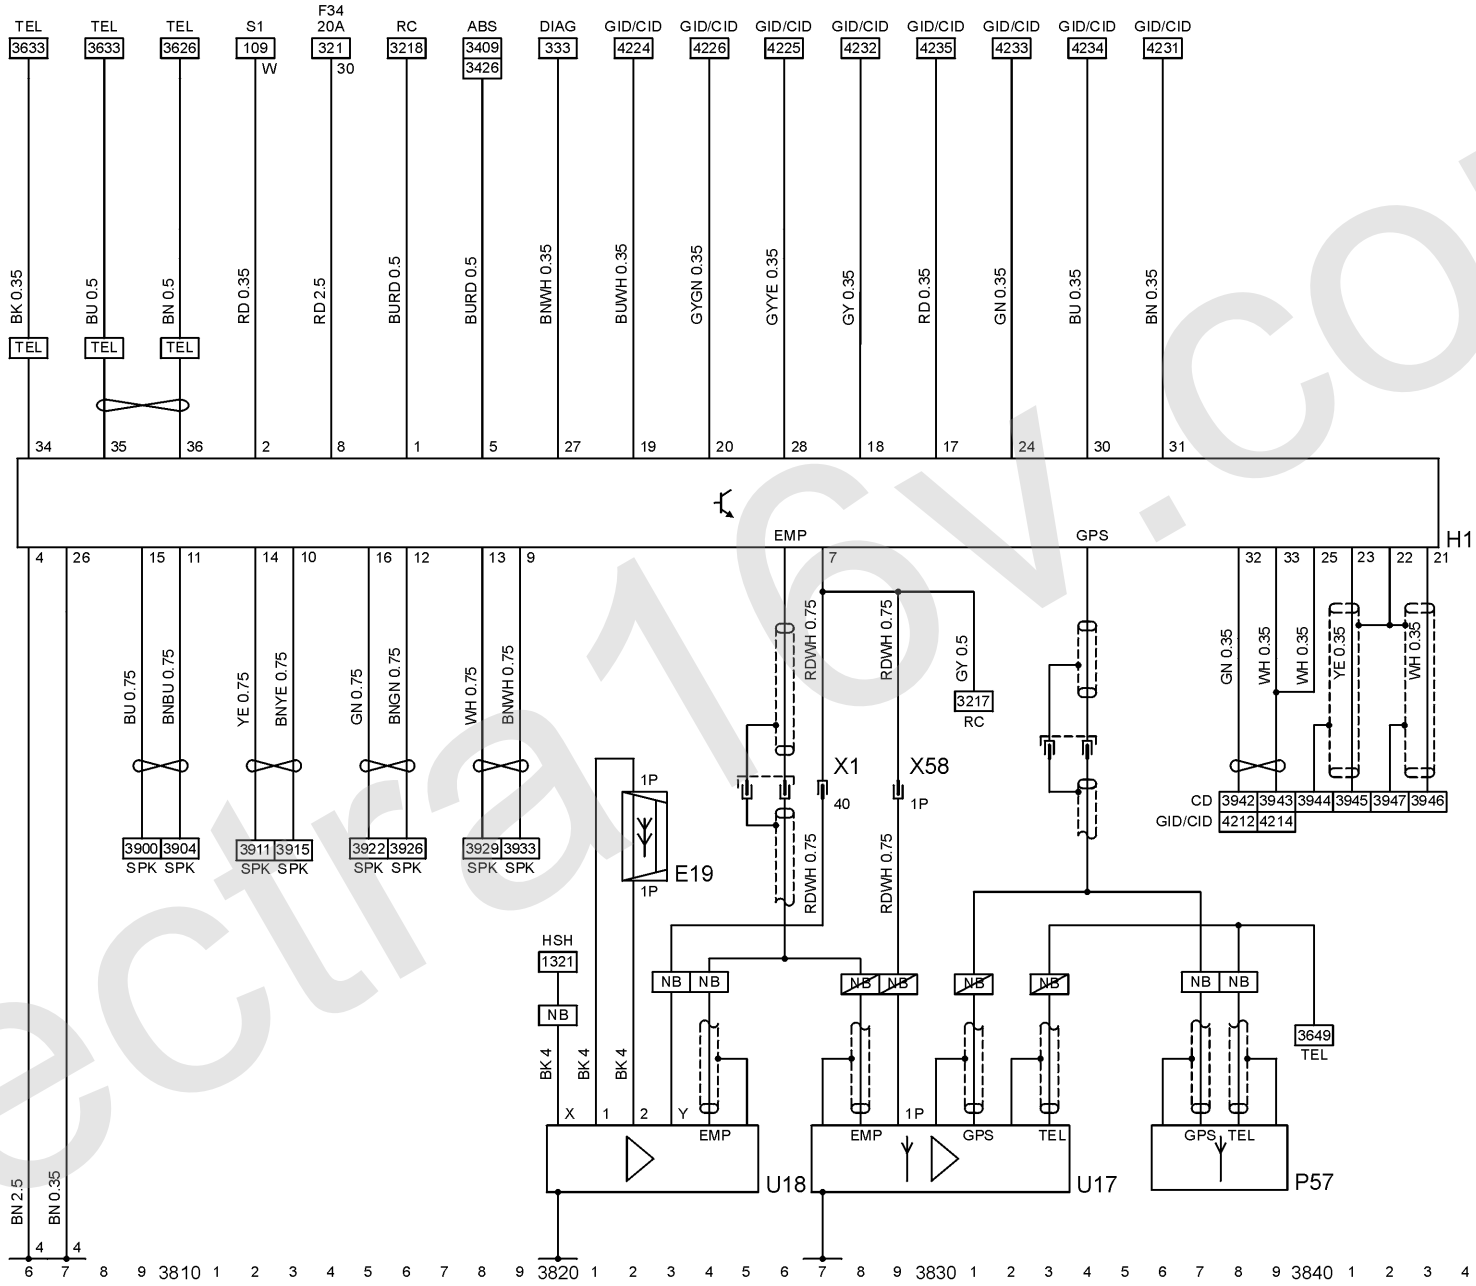 F34
TEL TEL TEL S1 20A RC ABS DIAG GID/CID GID/CID GID/CID GID/CID GID/CID GID/CID GID/CID GID/CID
3633 3633 3626 109 321 3218 3409 333 4224 4226 4225 4232 4235 4233 4234 4231
W 30 3426
BK 0.35 BU 0.5 BN 0.5 RD 0.35 RD 2.5 BURD 0.5 BURD 0.5 BNWH 0.35 BUWH 0.35 GYGN 0.35 GYYE 0.35 GY 0.35 RD 0.35 GN 0.35 BU 0.35 BN 0.35
TEL TEL TEL
34 35 36 2 8 1 5 27 19 20 28 18 17 24 30 31
EMP GPS
H1
4 26 15 11 14 10 16 12 13 9 7 32 33 25 23 22 21
BU 0.75 BNBU 0.75 YE 0.75 BNYE 0.75 GN 0.75 BNGN 0.75 WH 0.75 BNWH 0.75 RDWH 0.75 RDWH 0.75 GY 0.5 GN 0.35 WH 0.35 WH 0.35 YE 0.35 WH 0.35
3217
RC
1P X1 X58
40 1P
CD 3942 3943 3944 3945 3947 3946
GID/CID 4212 4214
3900 3904 3911 3915 3922 3926 3929 3933
SPK SPK SPK SPK SPK SPK SPK SPK
E19
1P
RDWH 0.75 RDWH 0.75
HSH
1321
NB NB NB NB NB NB NB NB
NB
3649
TEL
BK 4 BK 4 BK 4
X 1 2 Y 1P
EMP EMP GPS TEL GPS TEL
U18 U17 P57
BN 2.5 BN 0.35
4 4
6 7 8 9 3810 1 2 3 4 5 6 7 8 9 3820 1 2 3 4 5 6 7 8 9 3830 1 2 3 4 5 6 7 8 9 3840 1 2 3 4
ectra16v.co